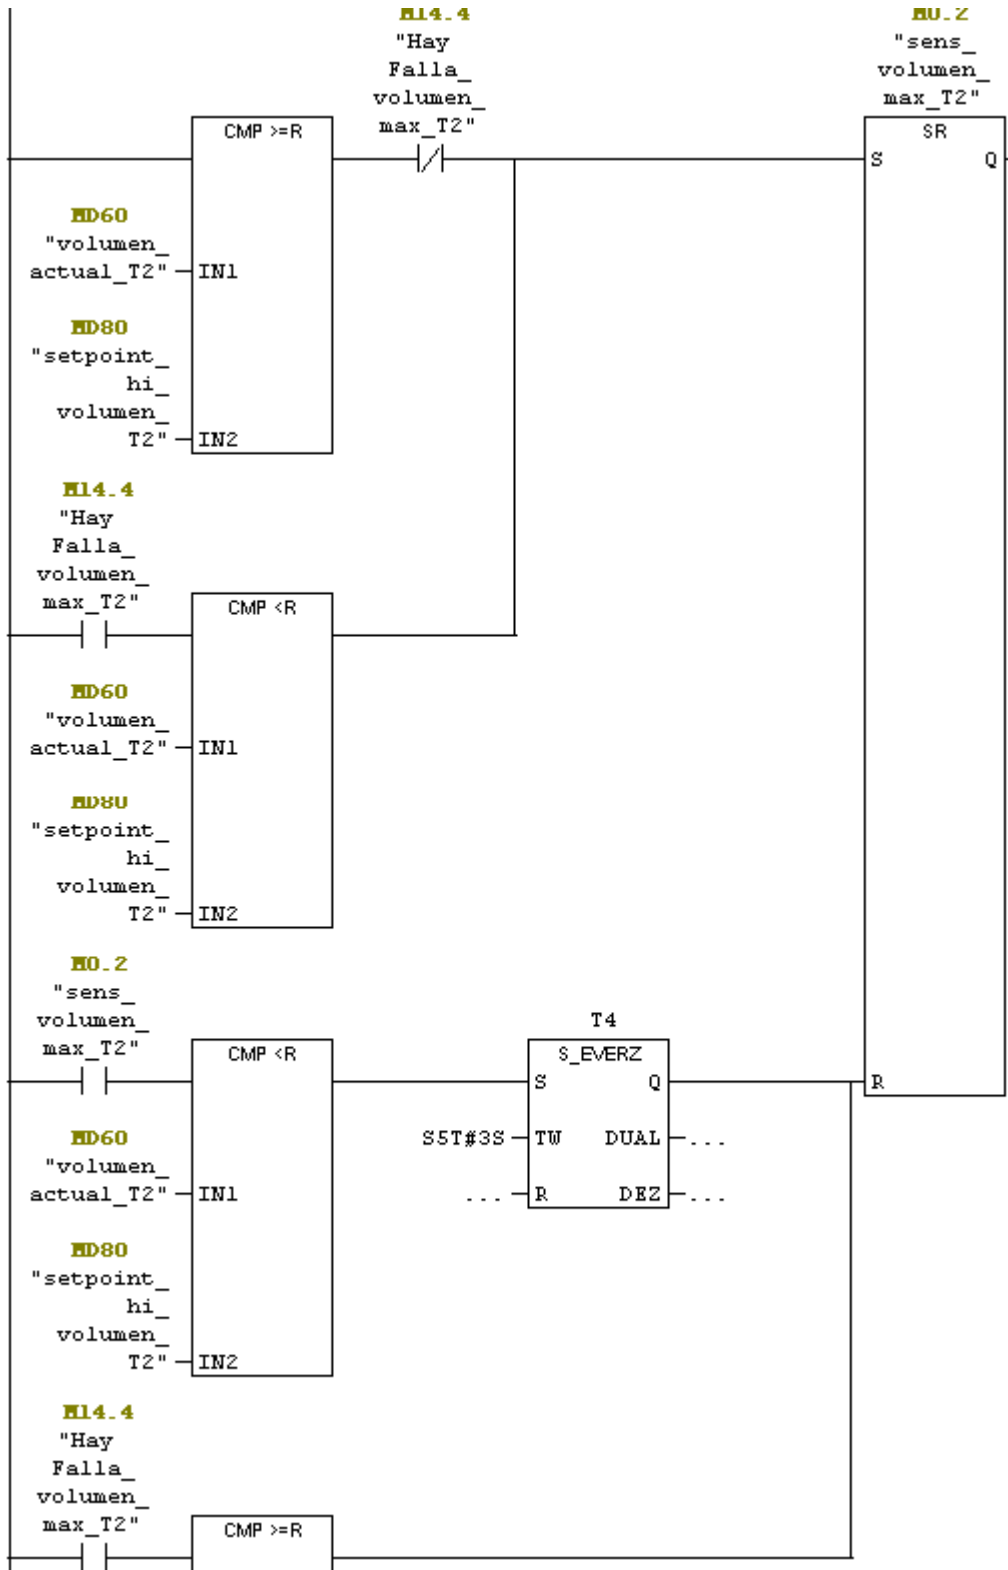 M14.4
"Hay
Falla_
volumen_
max_T2"
M0.2
"sens_
volumen_
max_T2"
CMP >=R
SR
S
Q
MD60
"volumen_
actual_T2"
IN1
MD80
"setpoint_
hi_
volumen_
T2"
IN2
M14.4
"Hay
Falla_
volumen_
max_T2"
CMP <R
MD60
"volumen_
actual_T2"
IN1
MD80
"setpoint_
hi_
volumen_
T2"
IN2
M0.2
"sens_
volumen_
max_T2"
CMP <R
T4
S_EVERZ
S
Q
R
MD60
"volumen_
actual_T2"
IN1
S5T#3S
TW
DUAL
...
...
R
DEZ
...
MD80
"setpoint_
hi_
volumen_
T2"
IN2
M14.4
"Hay
Falla_
volumen_
max_T2"
CMP >=R